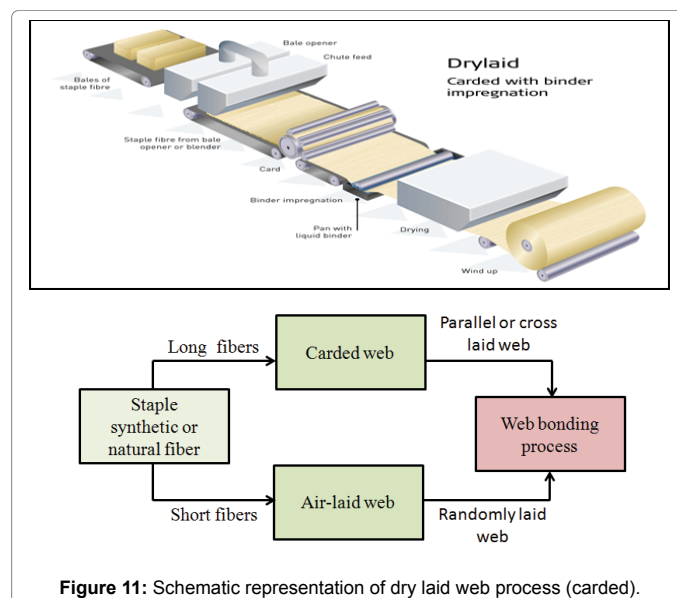 Bale opener
Chute feed
Drylaid
Carded with binder
impregnation
Bales of
staple fibre
Staple fibre from bale
opener or blender
Card
Binder impregnation
Pan with
liquid binder
Drying
Wind up
Long fibers
Carded web
Parallel or cross
laid web
Staple
synthetic or
natural fiber
Web bonding
process
Short fibers
Air-laid web
Randomly laid
web
Figure 11: Schematic representation of dry laid web process (carded).